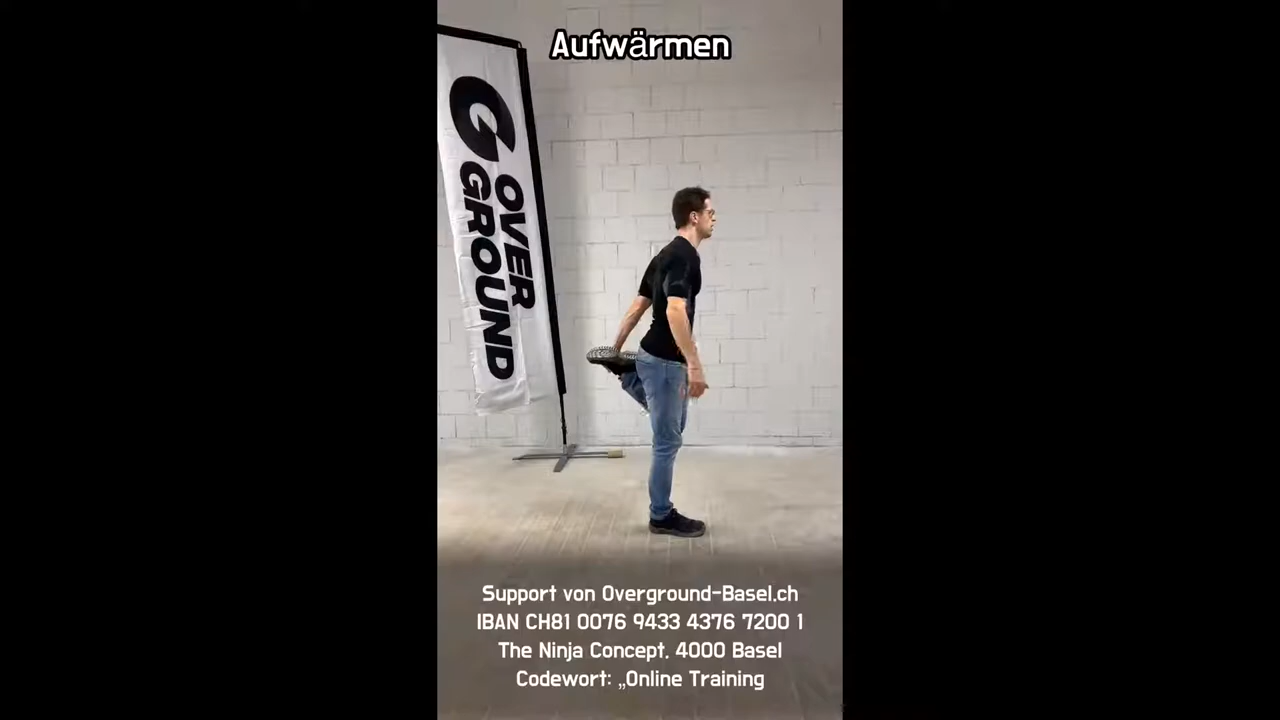 Aufwärmen
OVER
GROUND
Support von Overground-Basel.ch
IBAN CH81 0076 9433 4376 7200 1
The Ninja Concept, 4000 Basel
Codewort: „Online Training